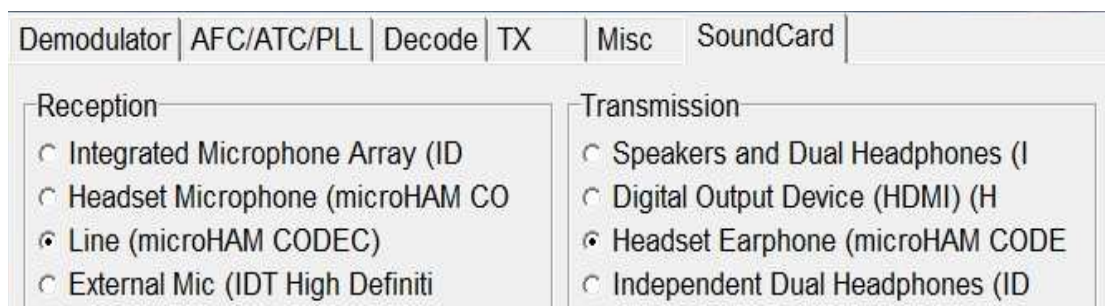 Demodulator AFC/ATC/PLL Decode TX Misc SoundCard
Reception
Integrated Microphone Array (ID
Headset Microphone (microHAM CO
Line (microHAM CODEC)
External Mic (IDT High Definiti
Transmission
Speakers and Dual Headphones (I
Digital Output Device (HDMI) (H
Headset Earphone (microHAM CODE
Independent Dual Headphones (ID